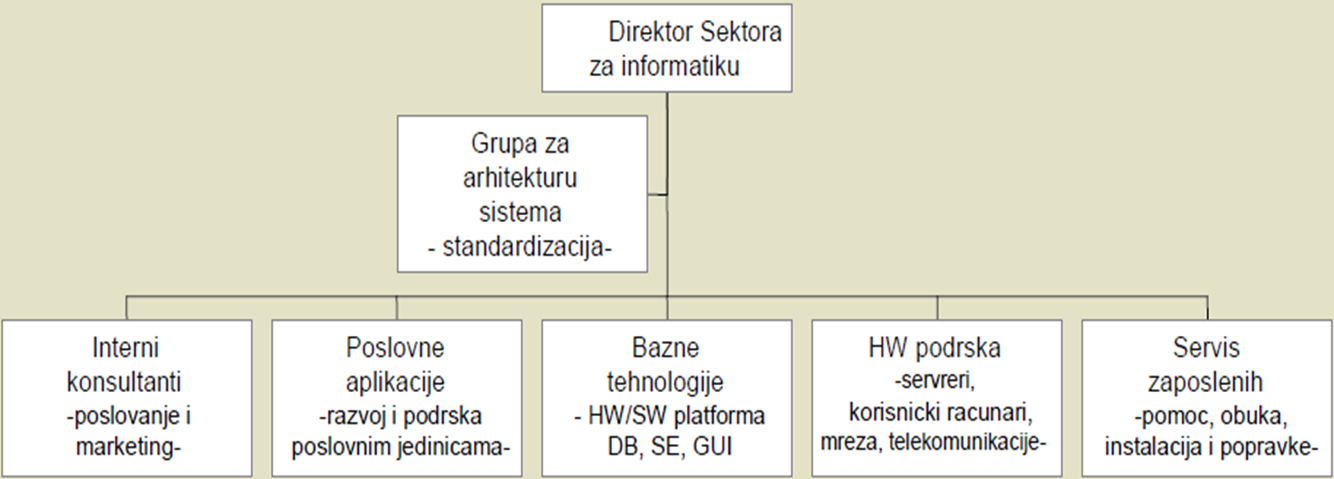 Direktor Sektora
za informatiku
Grupa za
arhitekturu
sistema
- standardizacija-
Interni
konsultanti
-poslovanje i
marketing-
Poslovne
aplikacije
-razvoj i podrska
poslovnim jedinicama-
Bazne
tehnologije
- HW/SW platforma
DB, SE, GUI
HW podrska
-servreri,
korisnicki racunari,
mreza, telekomunikacije-
Servis
zaposlenih
-pomoc, obuka,
instalacija i popravke-